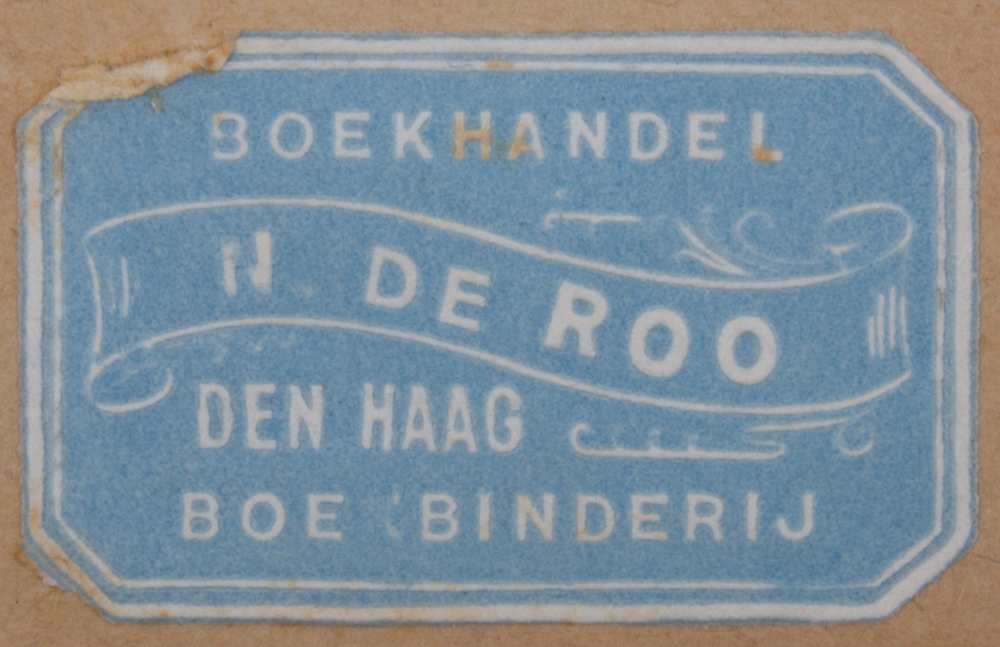 BOEKHANDEL
N. DE ROO
DEN HAAG
BOEKBINDERIJ